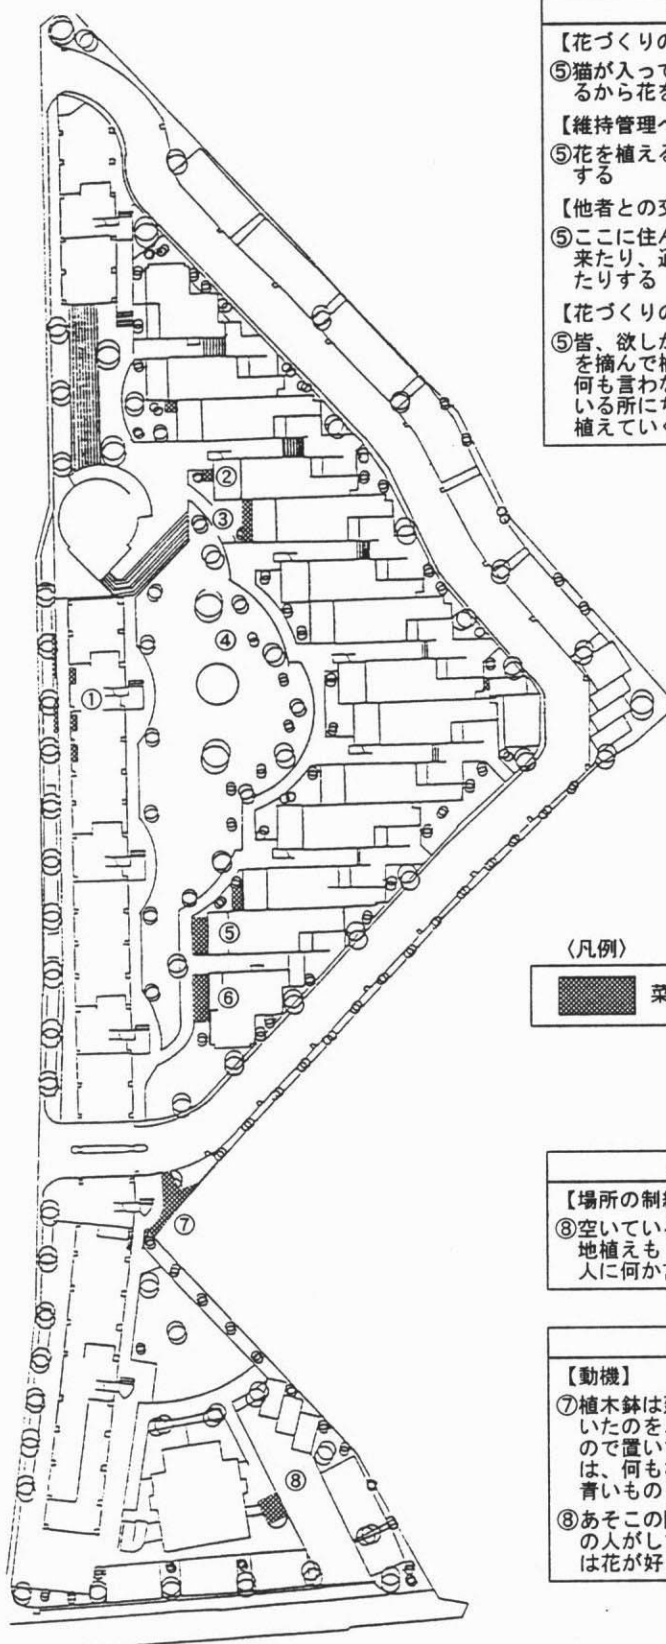 【花づくりの
⑤猫が入って
るから花を
【維持管理へ
⑤花を植える
する
【他者との交
⑤ここに住ん
来たり、通
たりする
【花づくりの
⑤皆、欲しが
を摘んで植
何も言わな
いる所に
植えてい
②
③
④
①
⑤
⑥
〈凡例〉
菜
⑦
【場所の制約
⑧空いてい
地植えも
人に何か
【動機】
⑦植木鉢は
いたのを
ので置い
は、何も
青いもの
⑧あそこの
の人がし
は花が好
⑧